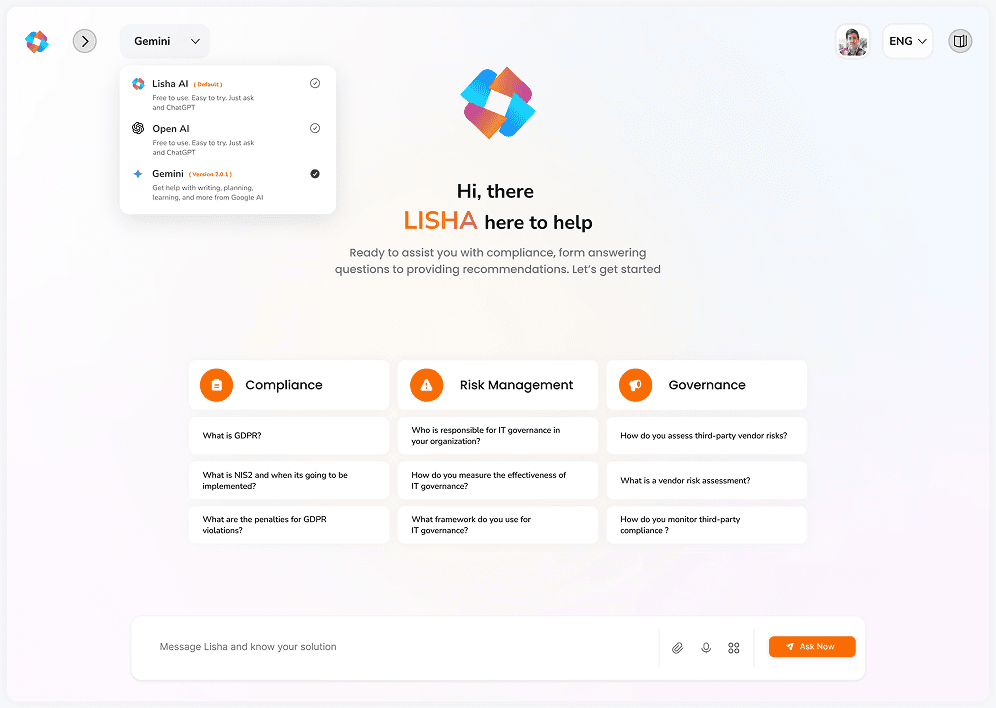 Gemini
ENG
Lisha AI ( Default )
Free to use. Easy to try. Just ask
and ChatGPT
Open AI
Free to use. Easy to try. Just ask
and ChatGPT
Gemini ( Version 2.0.1 )
Get help with writing, planning,
learning, and more from Google AI
Hi, there
LISHA here to help
Ready to assist you with compliance, form answering
questions to providing recommendations. Let's get started
Compliance
What is GDPR?
What is NIS2 and when its going to be
implemented?
What are the penalties for GDPR
violations?
Risk Management
Who is responsible for IT governance in
your organization?
How do you measure the effectiveness of
IT governance?
What framework do you use for
IT governance?
Governance
How do you assess third-party vendor risks?
What is a vendor risk assessment?
How do you monitor third-party
compliance ?
Message Lisha and know your solution
Ask Now